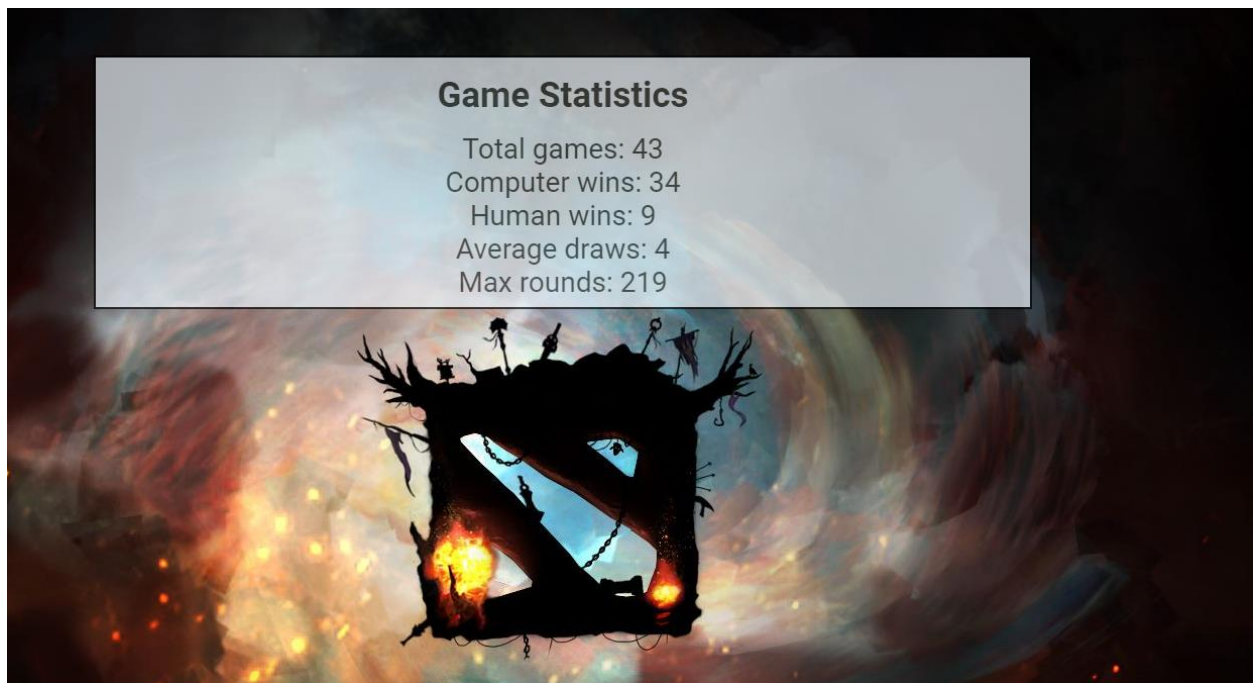 Game Statistics
Total games: 43
Computer wins: 34
Human wins: 9
Average draws: 4
Max rounds: 219